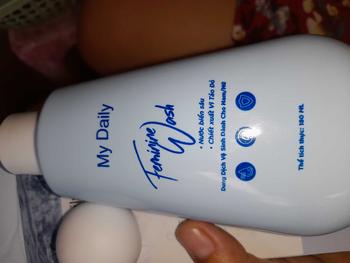 My Daily
Feminine
Wash
• Nước biển sâu
• Chiết xuất Vi Tảo Đỏ
Dung Dịch Vệ Sinh Dành Cho Nam/Nữ
Thể tích thực: 180 ML